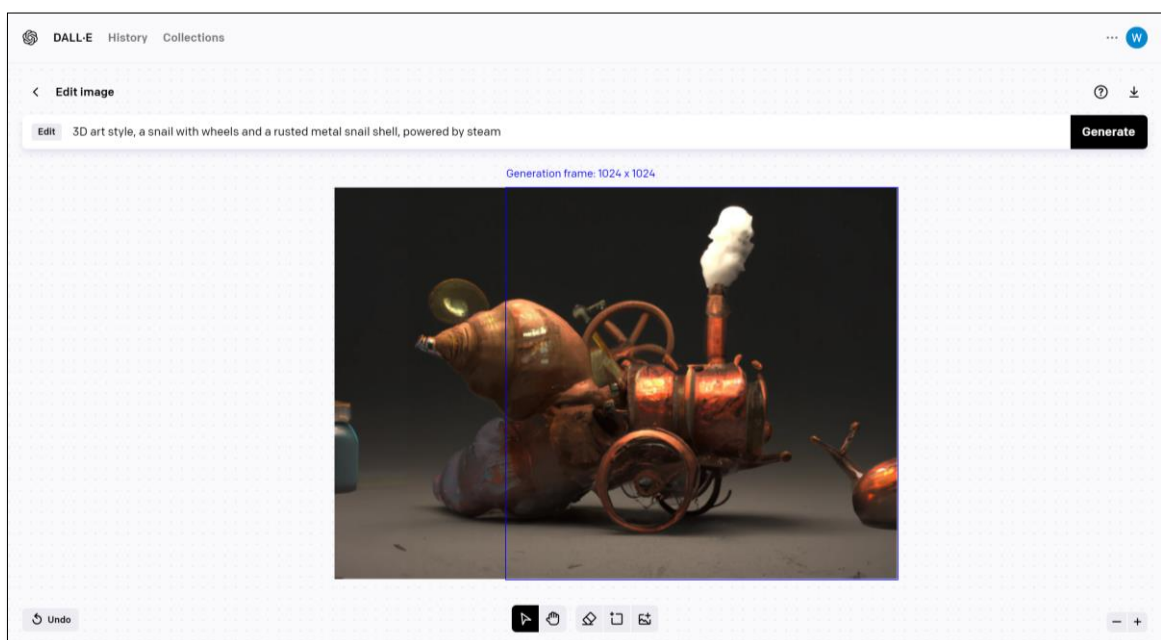 DALL·E History Collections
W
Edit image
Edit 3D art style, a snail with wheels and a rusted metal snail shell, powered by steam Generate
Generation frame: 1024 x 1024
Undo